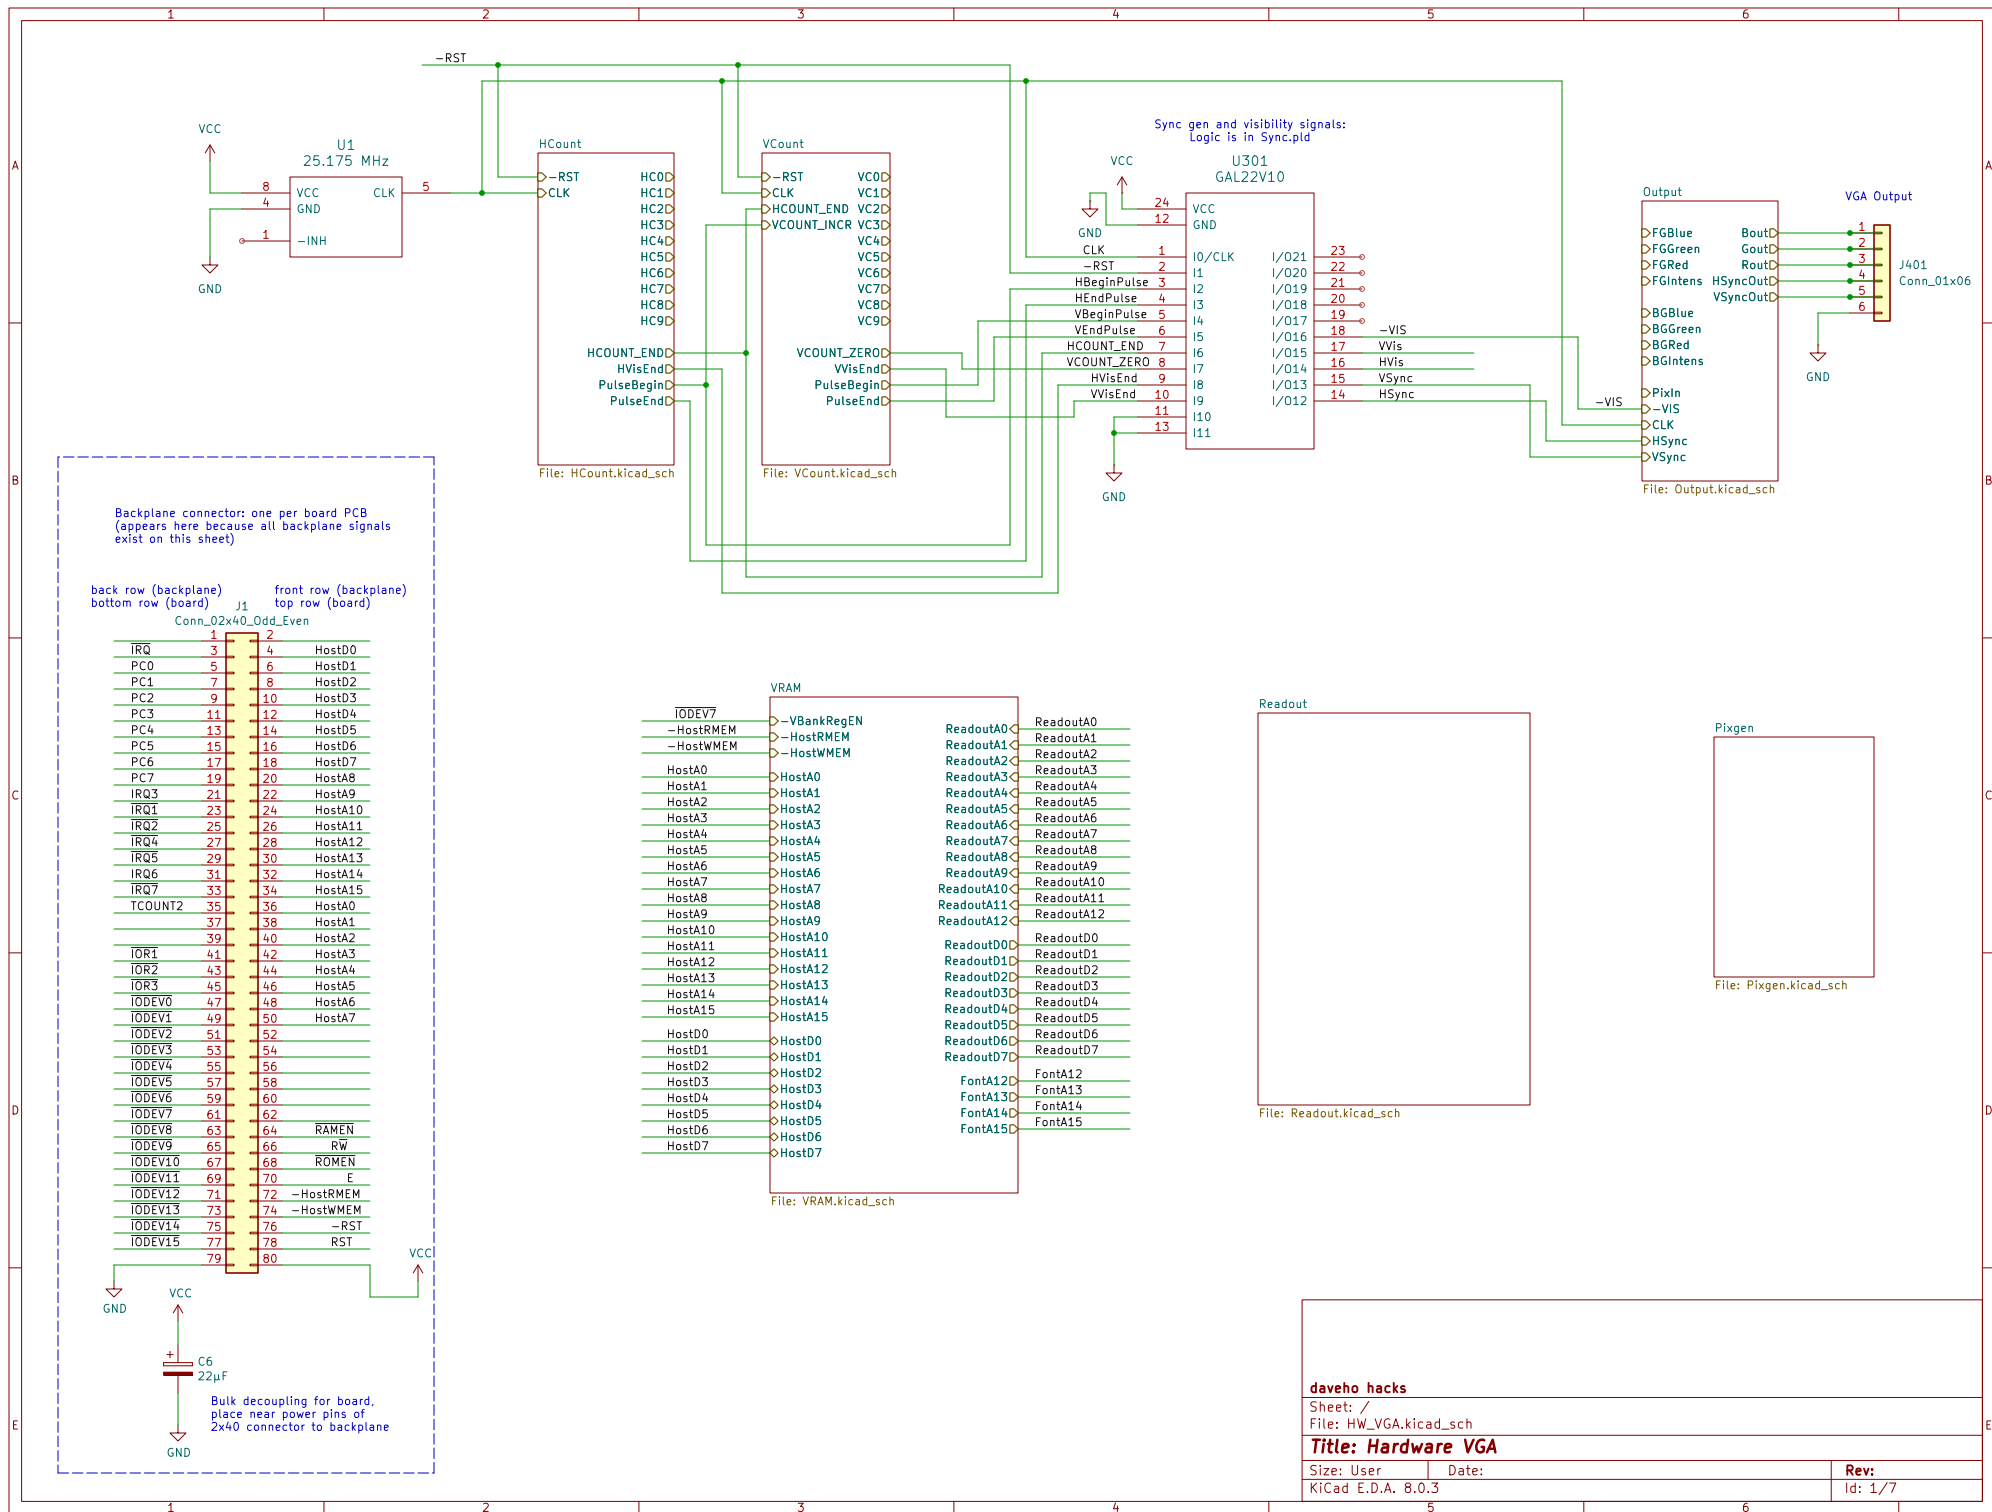 1 2 3 4 5 6
A
B
C
D
E
A
B
C
D
E
1 2 3 4 5 6
-RST
VCC
U1
25.175 MHz
8 VCC CLK 5
4 GND
1 -INH
GND
HCount
-RST HC0
CLK HC1
HC2
HC3
HC4
HC5
HC6
HC7
HC8
HC9
HCOUNT_END
HVisEnd
PulseBegin
PulseEnd
File: HCount.kicad_sch
VCount
-RST VC0
CLK VC1
HCOUNT_END VC2
VCOUNT_INCR VC3
VC4
VC5
VC6
VC7
VC8
VC9
VCOUNT_ZERO
VVisEnd
PulseBegin
PulseEnd
File: VCount.kicad_sch
Sync gen and visibility signals:
Logic is in Sync.pld
U301
GAL22V10
VCC
GND
24 VCC
12 GND
CLK 1 I0/CLK I/O21 23
-RST 2 I1 I/O20 22
HBeginPulse 3 I2 I/O19 21
HEndPulse 4 I3 I/O18 20
VBeginPulse 5 I4 I/O17 19
VEndPulse 6 I5 I/O16 18 -VIS
HCOUNT_END 7 I6 I/O15 17 VVis
VCOUNT_ZERO 8 I7 I/O14 16 HVis
HVisEnd 9 I8 I/O13 15 VSync
VVisEnd 10 I9 I/O12 14 HSync
11 I10
13 I11
GND
Output
FGBlue Bout
FGGreen Gout
FGRed Rout
FGIntens HSyncOut
VSyncOut
BGBlue
BGGreen
BGRed
BGIntens
PixIn
-VIS -VIS
CLK
HSync
VSync
File: Output.kicad_sch
VGA Output
1
2
3
4
5
6
J401
Conn_01x06
GND
Backplane connector: one per board PCB
(appears here because all backplane signals
exist on this sheet)
back row (backplane)
bottom row (board)
front row (backplane)
top row (board)
J1
Conn_02x40_Odd_Even
1 2
IRQ 3 4 HostD0
PC0 5 6 HostD1
PC1 7 8 HostD2
PC2 9 10 HostD3
PC3 11 12 HostD4
PC4 13 14 HostD5
PC5 15 16 HostD6
PC6 17 18 HostD7
PC7 19 20 HostA8
IRQ3 21 22 HostA9
IRQ1 23 24 HostA10
IRQ2 25 26 HostA11
IRQ4 27 28 HostA12
IRQ5 29 30 HostA13
IRQ6 31 32 HostA14
IRQ7 33 34 HostA15
TCOUNT2 35 36 HostA0
37 38 HostA1
39 40 HostA2
IOR1 41 42 HostA3
IOR2 43 44 HostA4
IOR3 45 46 HostA5
IODEV0 47 48 HostA6
IODEV1 49 50 HostA7
IODEV2 51 52
IODEV3 53 54
IODEV4 55 56
IODEV5 57 58
IODEV6 59 60
IODEV7 61 62
IODEV8 63 64 RAMEN
IODEV9 65 66 RW
IODEV10 67 68 ROMEN
IODEV11 69 70 E
IODEV12 71 72 -HostRMEM
IODEV13 73 74 -HostWMEM
IODEV14 75 76 -RST
IODEV15 77 78 RST
79 80
VCC
GND
VCC
+
C6
22µF
GND
Bulk decoupling for board,
place near power pins of
2x40 connector to backplane
VRAM
IODEV7 -VBankRegEN
-HostRMEM -HostRMEM
-HostWMEM -HostWMEM
HostA0 HostA0
HostA1 HostA1
HostA2 HostA2
HostA3 HostA3
HostA4 HostA4
HostA5 HostA5
HostA6 HostA6
HostA7 HostA7
HostA8 HostA8
HostA9 HostA9
HostA10 HostA10
HostA11 HostA11
HostA12 HostA12
HostA13 HostA13
HostA14 HostA14
HostA15 HostA15
HostD0 HostD0
HostD1 HostD1
HostD2 HostD2
HostD3 HostD3
HostD4 HostD4
HostD5 HostD5
HostD6 HostD6
HostD7 HostD7
ReadoutA0 ReadoutA0
ReadoutA1 ReadoutA1
ReadoutA2 ReadoutA2
ReadoutA3 ReadoutA3
ReadoutA4 ReadoutA4
ReadoutA5 ReadoutA5
ReadoutA6 ReadoutA6
ReadoutA7 ReadoutA7
ReadoutA8 ReadoutA8
ReadoutA9 ReadoutA9
ReadoutA10 ReadoutA10
ReadoutA11 ReadoutA11
ReadoutA12 ReadoutA12
ReadoutD0 ReadoutD0
ReadoutD1 ReadoutD1
ReadoutD2 ReadoutD2
ReadoutD3 ReadoutD3
ReadoutD4 ReadoutD4
ReadoutD5 ReadoutD5
ReadoutD6 ReadoutD6
ReadoutD7 ReadoutD7
FontA12 FontA12
FontA13 FontA13
FontA14 FontA14
FontA15 FontA15
File: VRAM.kicad_sch
Readout
File: Readout.kicad_sch
Pixgen
File: Pixgen.kicad_sch
daveho hacks
Sheet: /
File: HW_VGA.kicad_sch
Title: Hardware VGA
Size: User Date: Rev:
KiCad E.D.A. 8.0.3 Id: 1/7